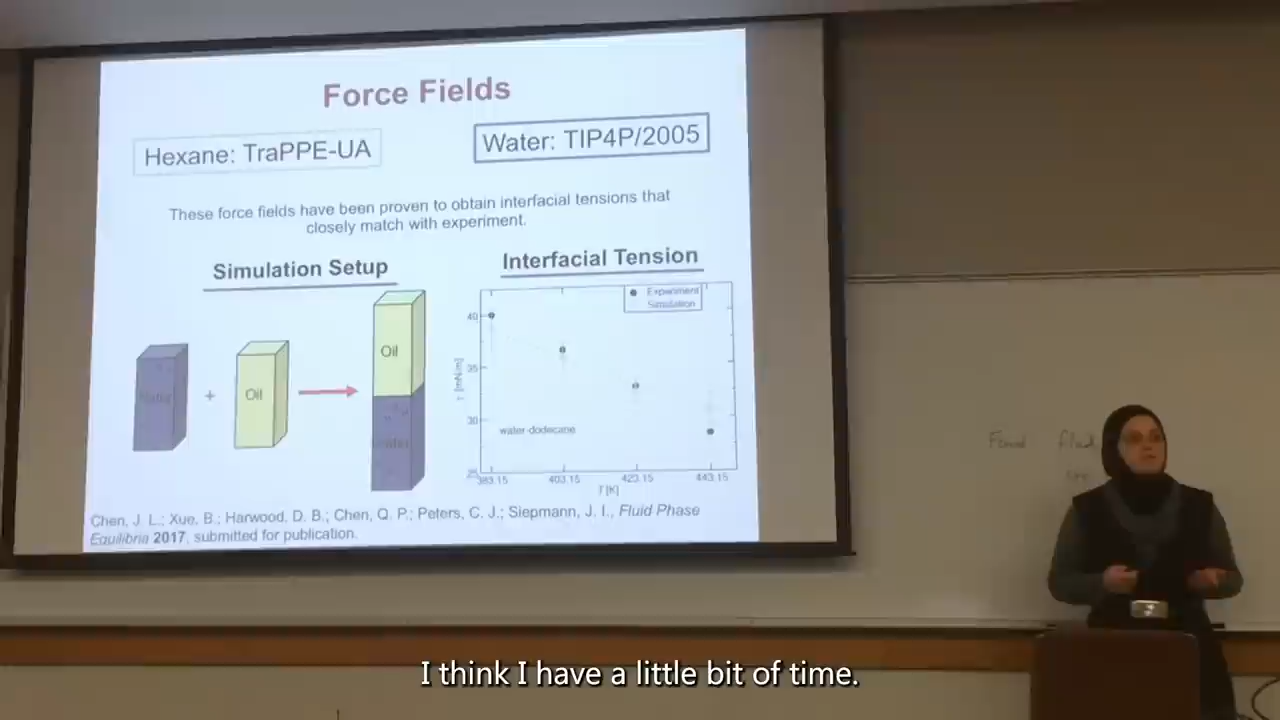 Force Fields
Hexane: TraPPE-UA
Water: TIP4P/2005
These force fields have been proven to obtain interfacial tensions that
closely match with experiment.
Simulation Setup
Interfacial Tension
Experiment
Simulation
40
35
30
25
water-dodecane
383.15 403.15 423.15 443.15
T [K]
Oil
Water
+
Oil
Oil
Water
Chen, J. L.; Xue, B.; Harwood, D. B.; Chen, Q. P.; Peters, C. J.; Siepmann, J. I., Fluid Phase
Equilibria 2017, submitted for publication.
I think I have a little bit of time.